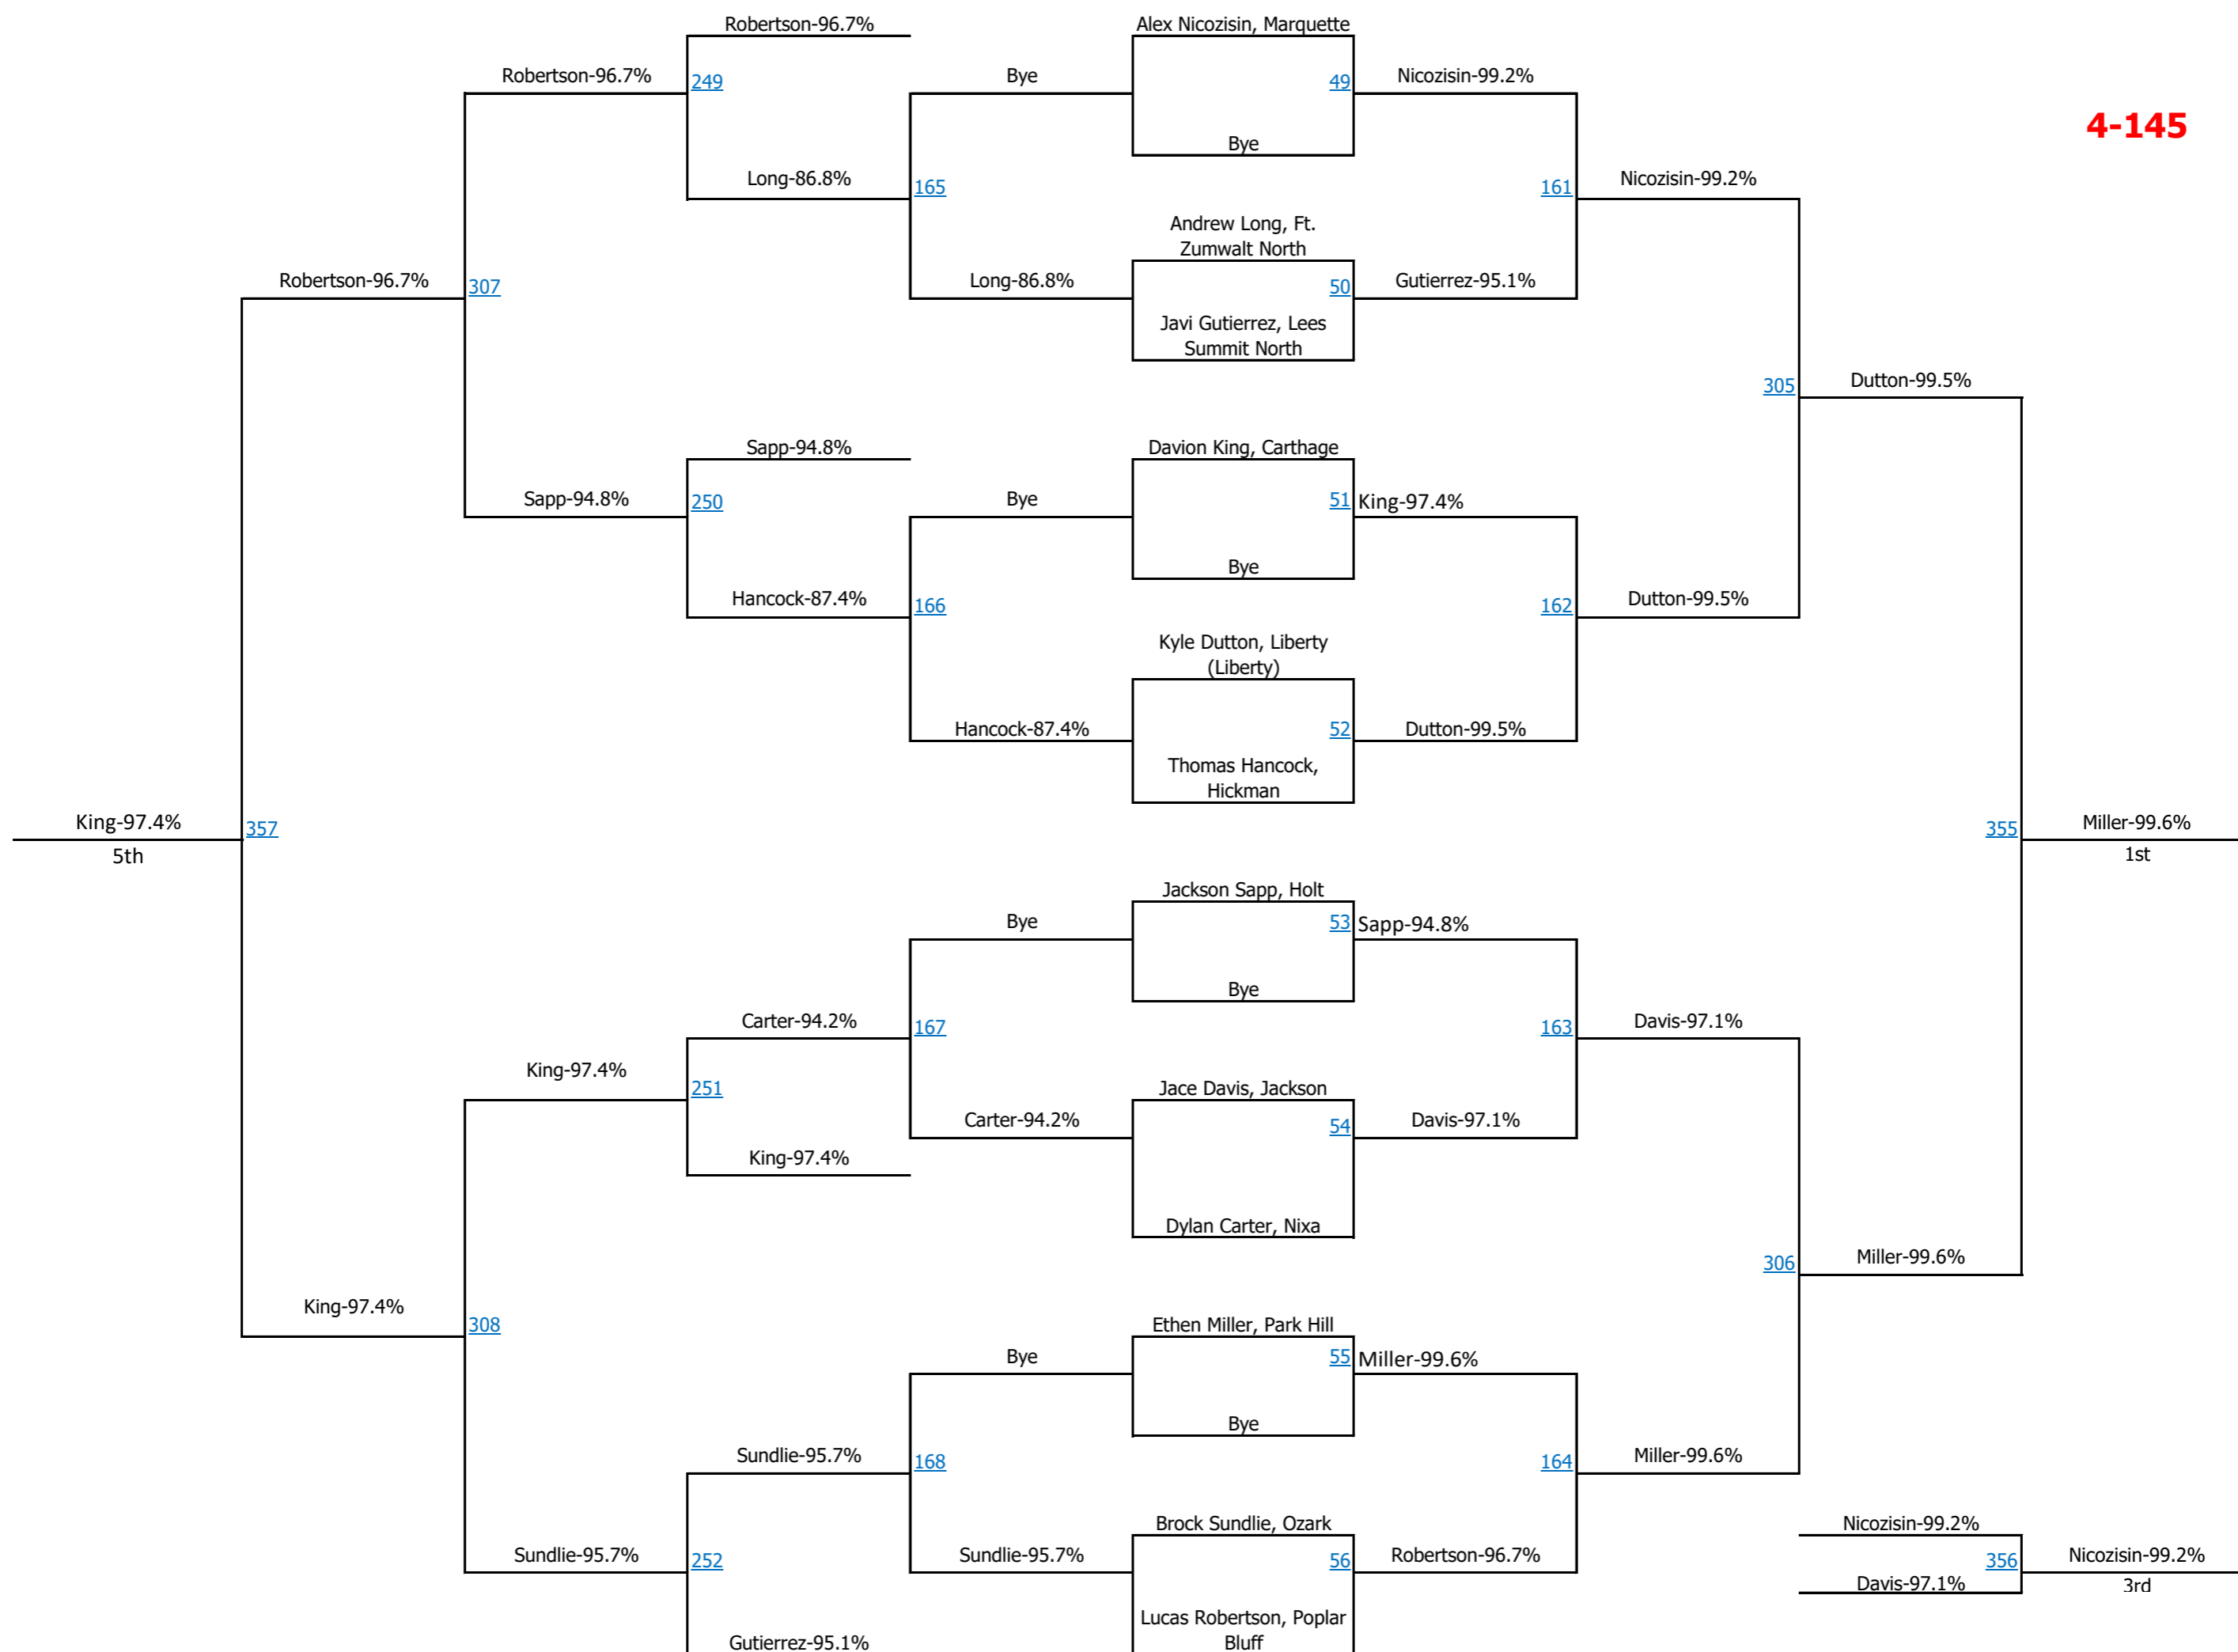 Robertson-96.7%
Alex Nicozisin, Marquette
Robertson-96.7%
249
Bye
49
Nicozisin-99.2%
4-145
Bye
Long-86.8%
165
161
Nicozisin-99.2%
Andrew Long, Ft.
Zumwalt North
Robertson-96.7%
307
Long-86.8%
50
Gutierrez-95.1%
Javi Gutierrez, Lees
Summit North
305
Dutton-99.5%
Sapp-94.8%
Davion King, Carthage
Sapp-94.8%
250
Bye
51
King-97.4%
Bye
Hancock-87.4%
166
162
Dutton-99.5%
Kyle Dutton, Liberty
(Liberty)
Hancock-87.4%
52
Dutton-99.5%
Thomas Hancock,
Hickman
King-97.4%
357
355
Miller-99.6%
5th
1st
Jackson Sapp, Holt
Bye
53
Sapp-94.8%
Bye
Carter-94.2%
167
163
Davis-97.1%
King-97.4%
251
Jace Davis, Jackson
Carter-94.2%
54
Davis-97.1%
King-97.4%
Dylan Carter, Nixa
306
Miller-99.6%
King-97.4%
308
Ethen Miller, Park Hill
Bye
55
Miller-99.6%
Bye
Sundlie-95.7%
168
164
Miller-99.6%
Brock Sundlie, Ozark
Nicozisin-99.2%
Sundlie-95.7%
252
Sundlie-95.7%
56
Robertson-96.7%
356
Nicozisin-99.2%
Davis-97.1%
3rd
Lucas Robertson, Poplar
Bluff
Gutierrez-95.1%